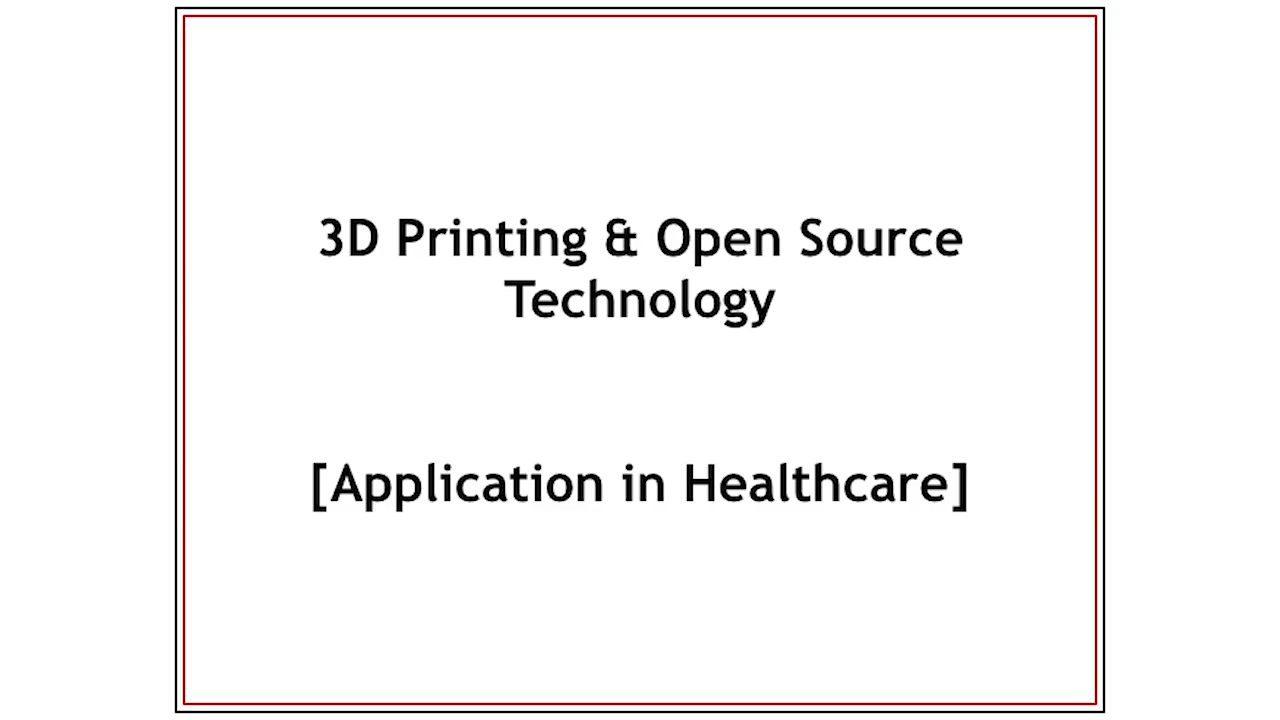 3D Printing & Open Source
Technology
[Application in Healthcare]